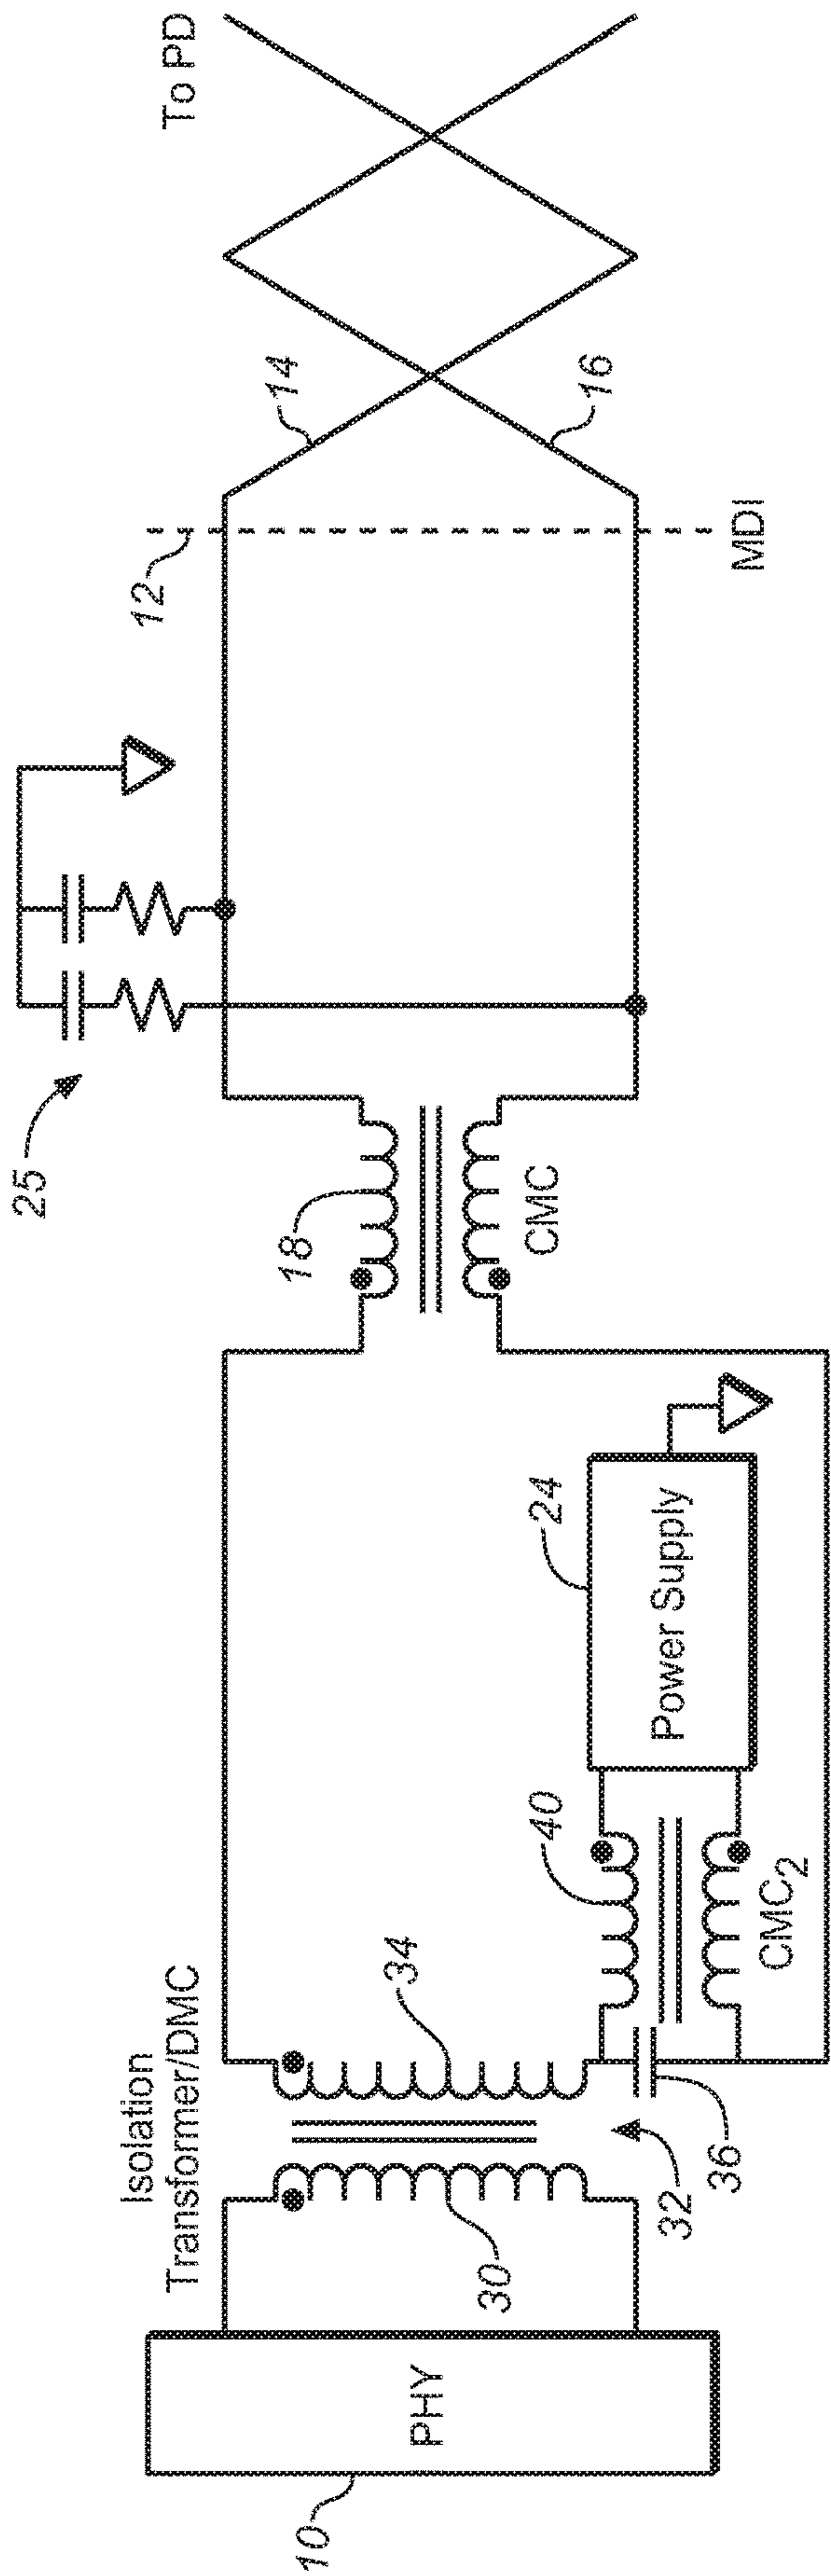 10
PHY
Isolation
Transformer/DMC
30
32
36
34
40
CMC₂
24
Power Supply
18
CMC
25
12
MDI
14
16
To PD